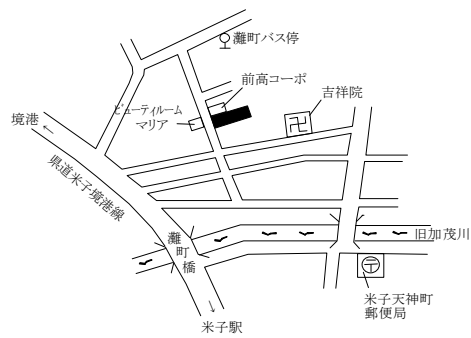 灘町バス停
前高コーポ
ビューティルーム
マリア
吉祥院
卍
境港
←
県道米子境港線
灘町橋
旧加茂川
〒
米子天神町
郵便局
→
米子駅